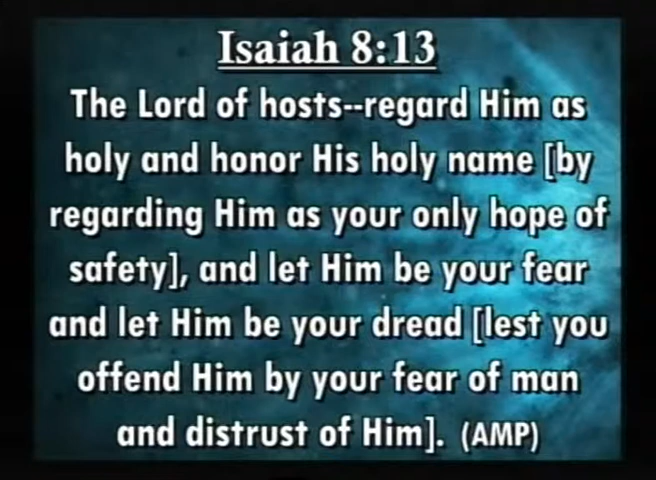 Isaiah 8:13
The Lord of hosts--regard Him as
holy and honor His holy name [by
regarding Him as your only hope of
safety], and let Him be your fear
and let Him be your dread [lest you
offend Him by your fear of man
and distrust of Him]. (AMP)